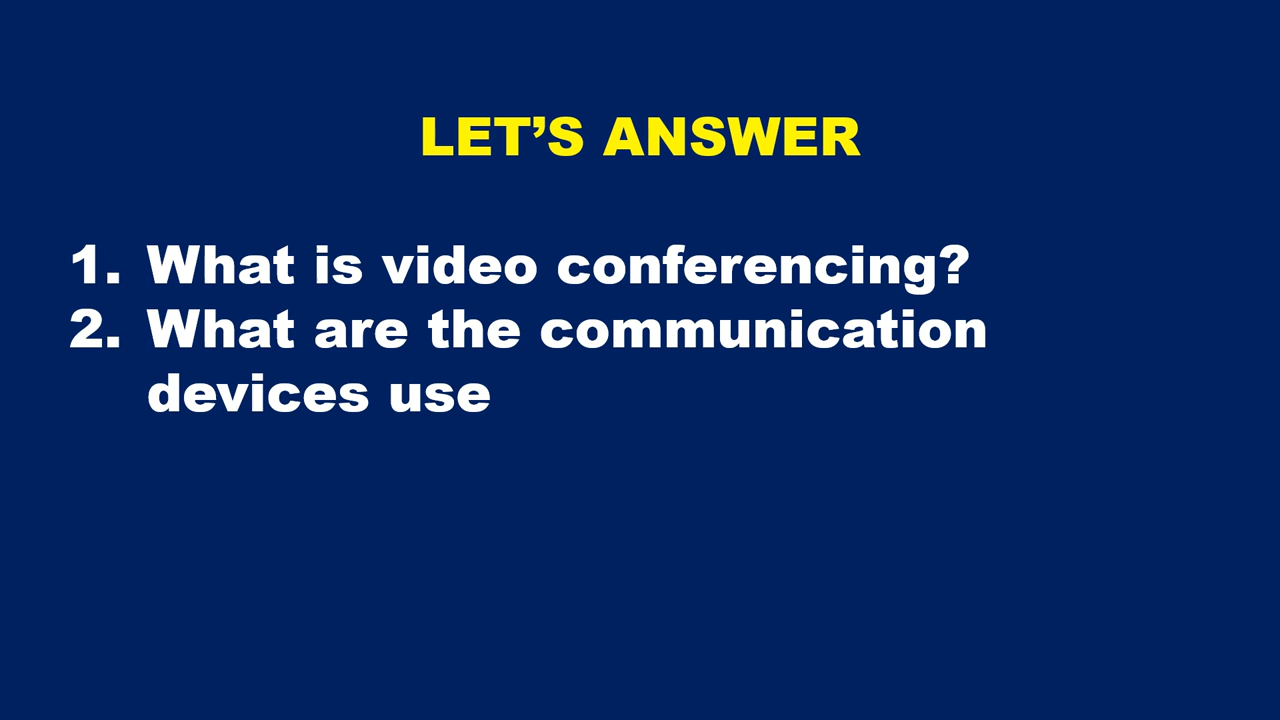 LET’S ANSWER
1. What is video conferencing?
2. What are the communication
devices use